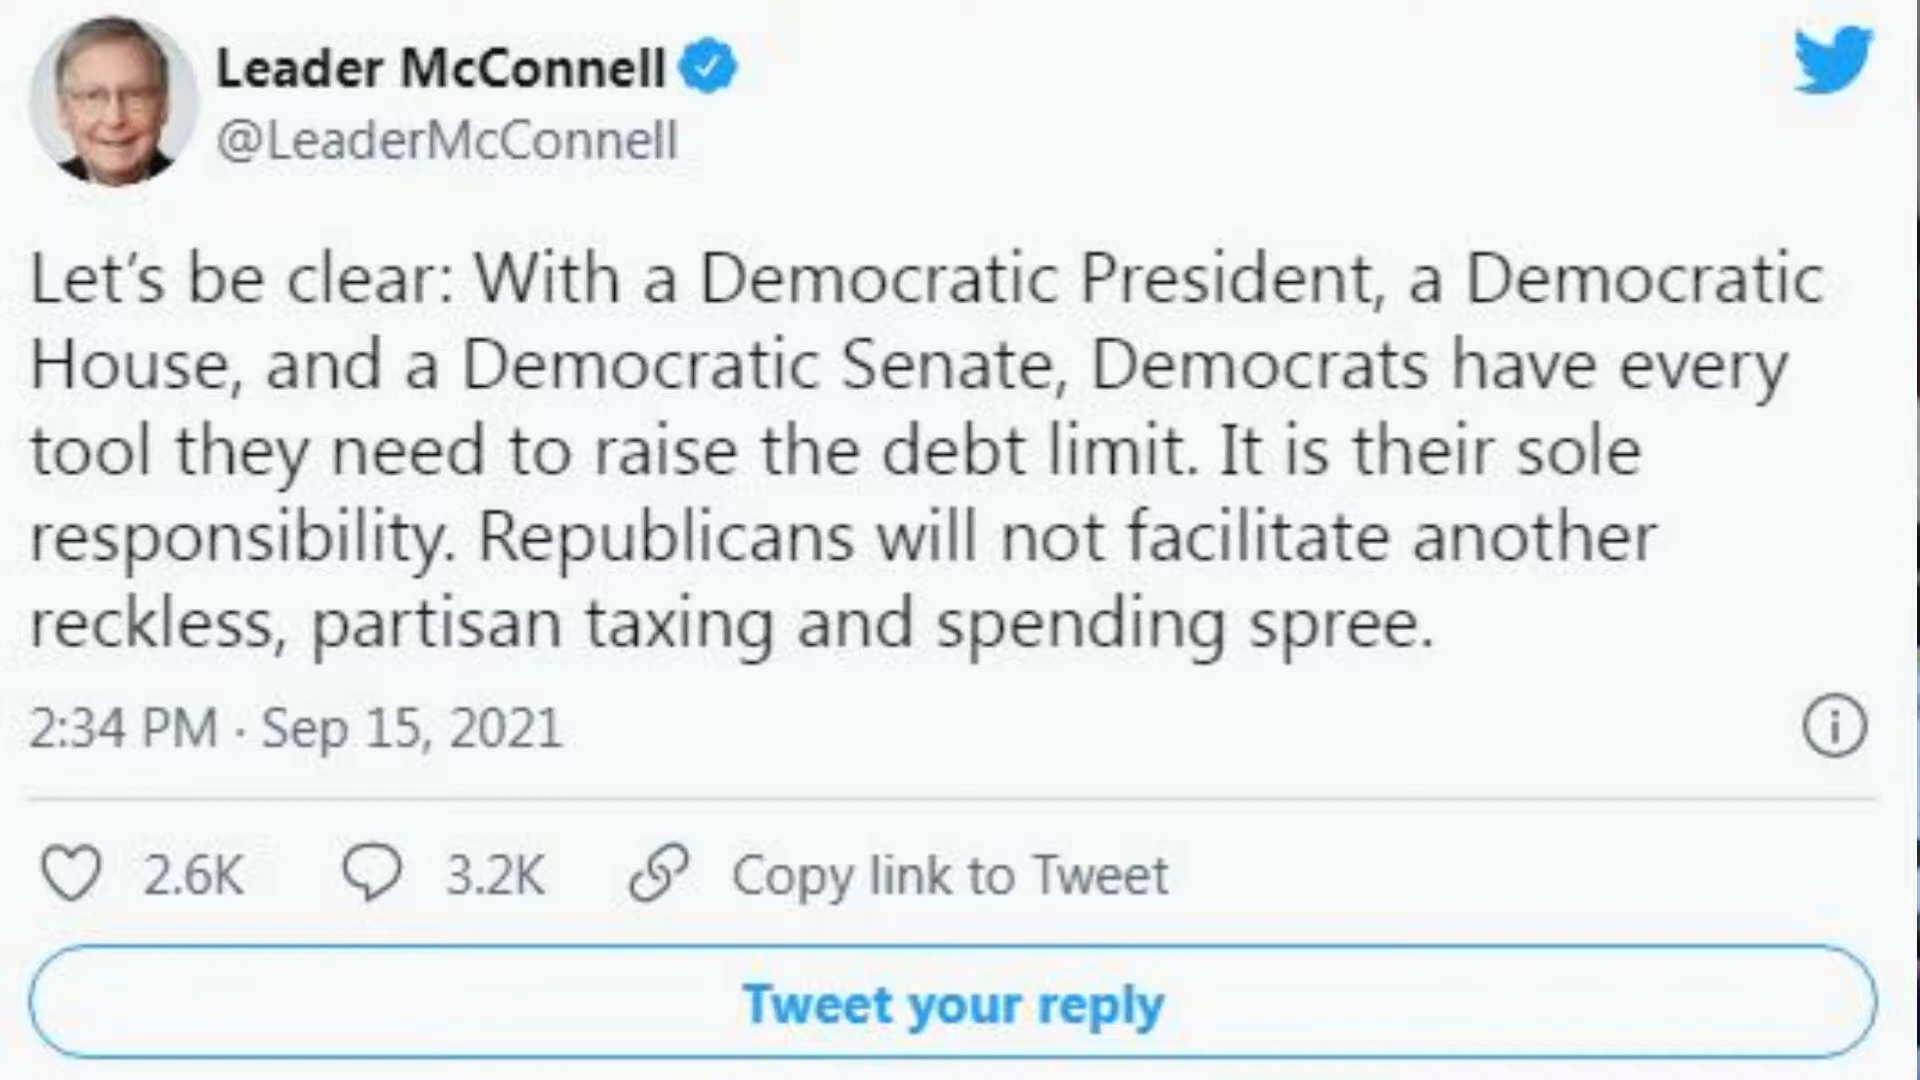 Leader McConnell
@LeaderMcConnell
Let’s be clear: With a Democratic President, a Democratic
House, and a Democratic Senate, Democrats have every
tool they need to raise the debt limit. It is their sole
responsibility. Republicans will not facilitate another
reckless, partisan taxing and spending spree.
2:34 PM · Sep 15, 2021
2.6K 3.2K Copy link to Tweet
Tweet your reply